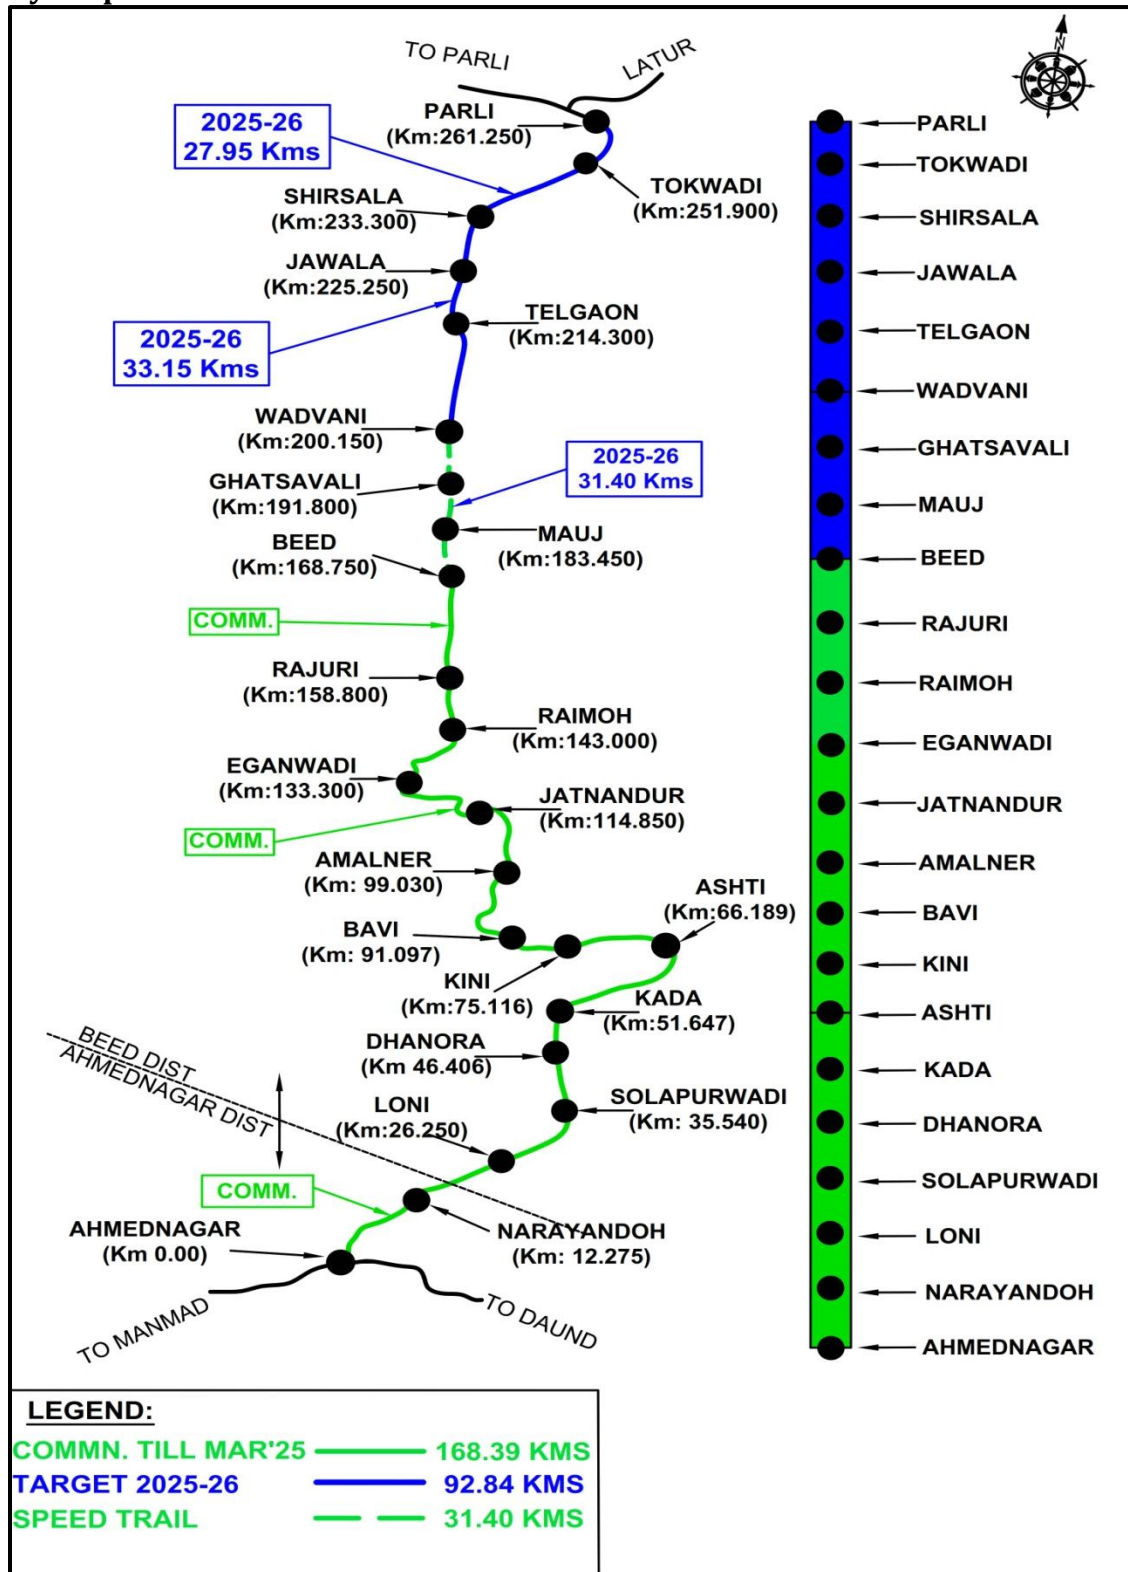 TO PARLI
LATUR
N
PARLI
(Km:261.250)
2025-26
27.95 Kms
TOKWADI
(Km:251.900)
SHIRSALA
(Km:233.300)
JAWALA
(Km:225.250)
TELGAON
(Km:214.300)
2025-26
33.15 Kms
WADVANI
(Km:200.150)
2025-26
31.40 Kms
GHATSAVALI
(Km:191.800)
MAUJ
(Km:183.450)
BEED
(Km:168.750)
COMM.
RAJURI
(Km:158.800)
RAIMOH
(Km:143.000)
EGANWADI
(Km:133.300)
JATNANDUR
(Km:114.850)
COMM.
AMALNER
(Km: 99.030)
ASHTI
(Km:66.189)
BAVI
(Km: 91.097)
KINI
(Km:75.116)
KADA
(Km:51.647)
DHANORA
(Km 46.406)
BEED DIST
AHMEDNAGAR DIST
SOLAPURWADI
(Km: 35.540)
LONI
(Km:26.250)
COMM.
NARAYANDOH
(Km: 12.275)
AHMEDNAGAR
(Km 0.00)
TO MANMAD
TO DAUND
PARLI
TOKWADI
SHIRSALA
JAWALA
TELGAON
WADVANI
GHATSAVALI
MAUJ
BEED
RAJURI
RAIMOH
EGANWADI
JATNANDUR
AMALNER
BAVI
KINI
ASHTI
KADA
DHANORA
SOLAPURWADI
LONI
NARAYANDOH
AHMEDNAGAR
LEGEND:
COMMN. TILL MAR'25 168.39 KMS
TARGET 2025-26 92.84 KMS
SPEED TRAIL 31.40 KMS